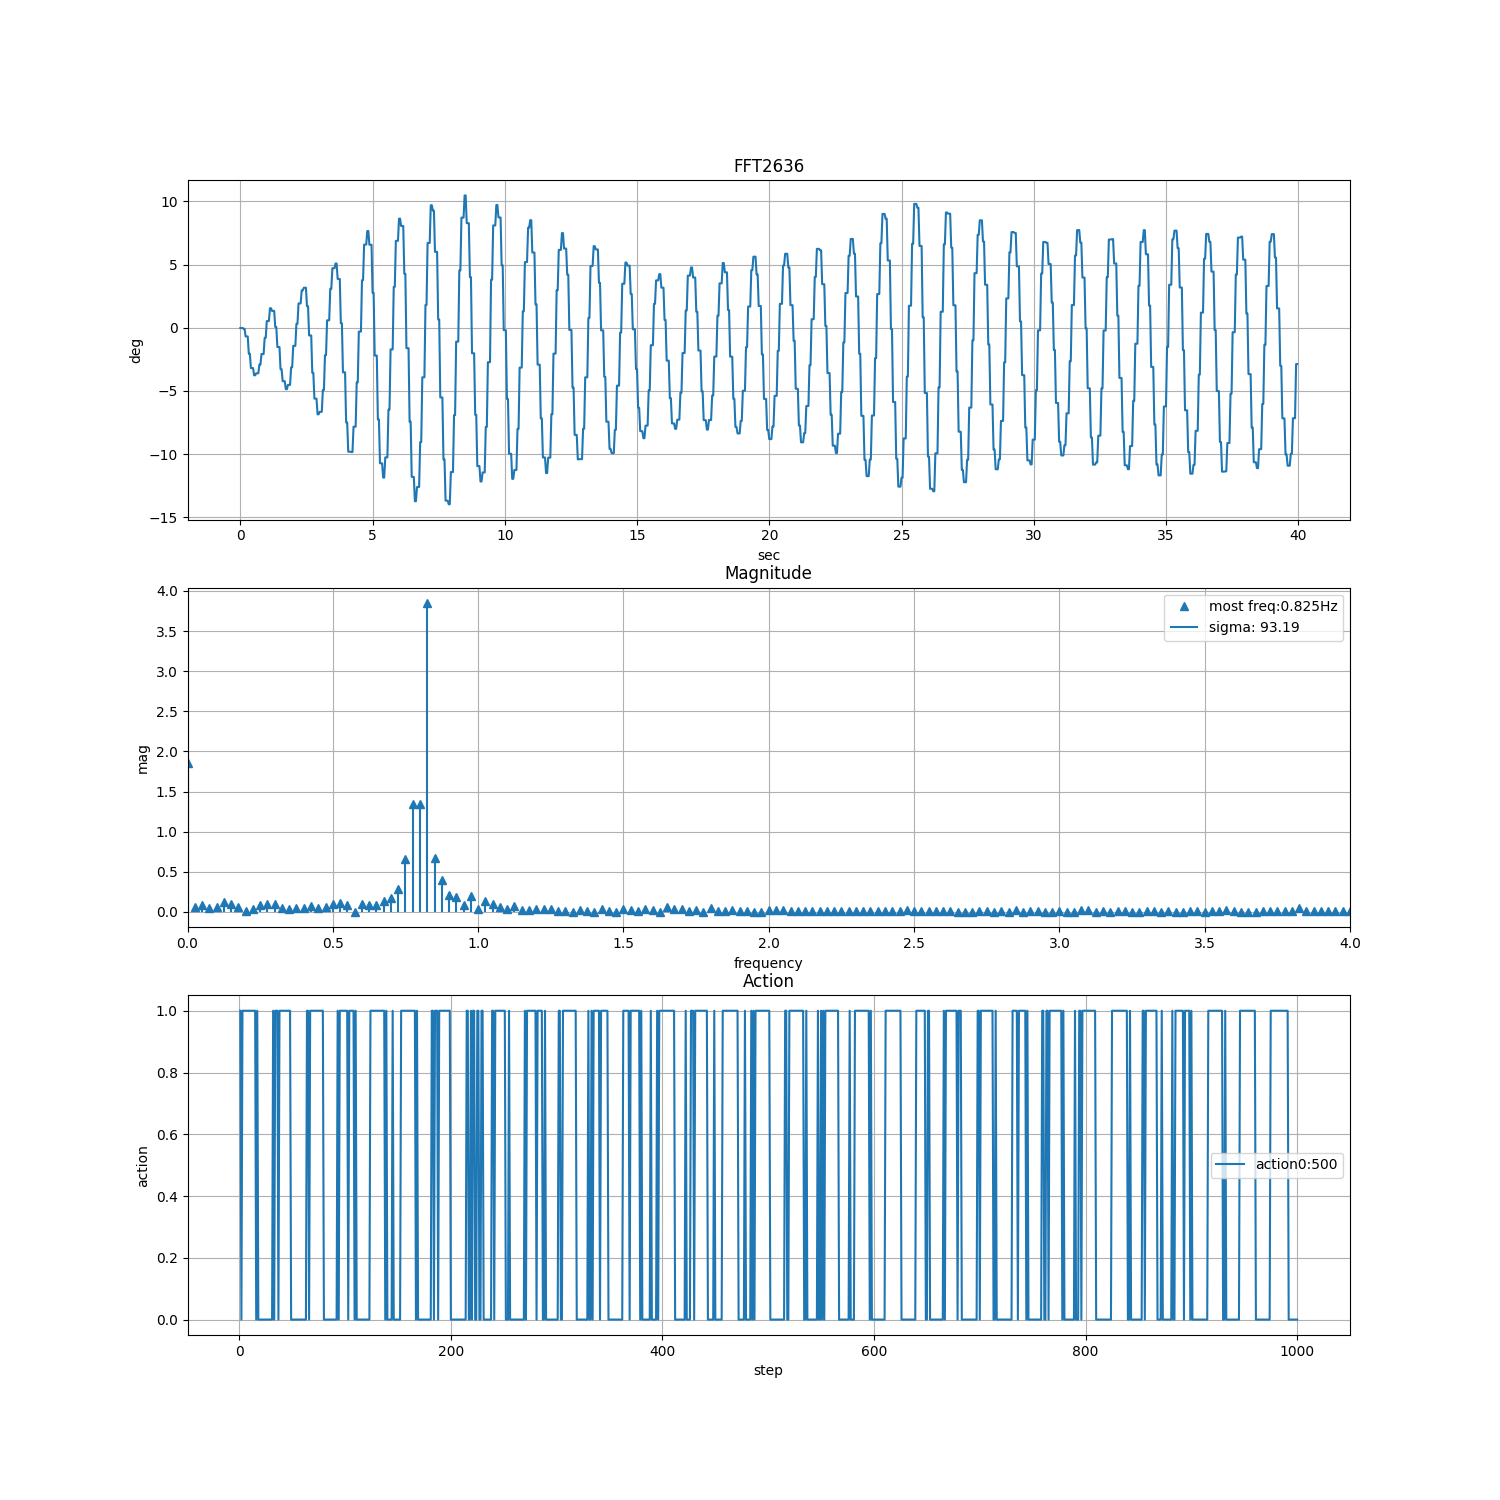 FFT2636
10
5
0
−5
−10
−15
deg
0 5 10 15 20 25 30 35 40
sec
Magnitude
4.0
3.5
3.0
2.5
2.0
1.5
1.0
0.5
0.0
mag
most freq:0.825Hz
sigma: 93.19
0.0 0.5 1.0 1.5 2.0 2.5 3.0 3.5 4.0
frequency
Action
1.0
0.8
0.6
0.4
0.2
0.0
action
action0:500
0 200 400 600 800 1000
step